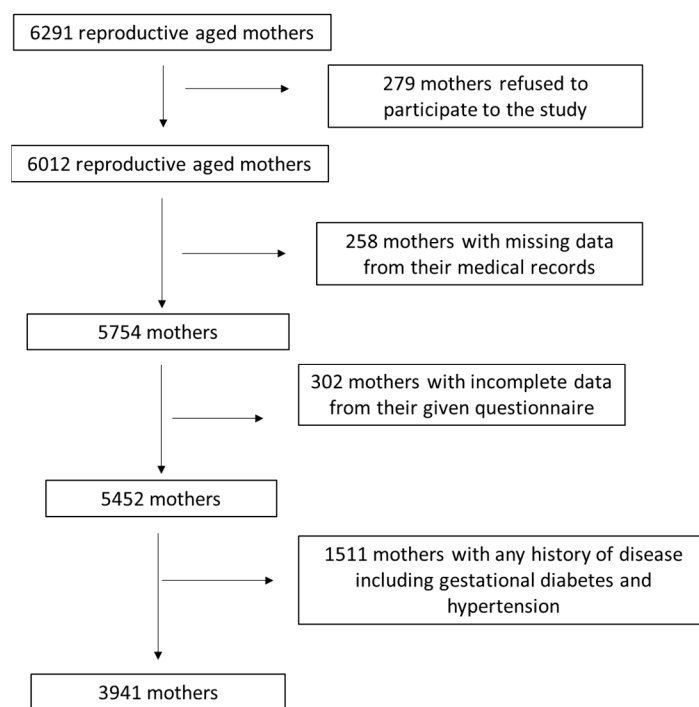 6291 reproductive aged mothers
279 mothers refused to
participate to the study
6012 reproductive aged mothers
258 mothers with missing data
from their medical records
5754 mothers
302 mothers with incomplete data
from their given questionnaire
5452 mothers
1511 mothers with any history of disease
including gestational diabetes and
hypertension
3941 mothers